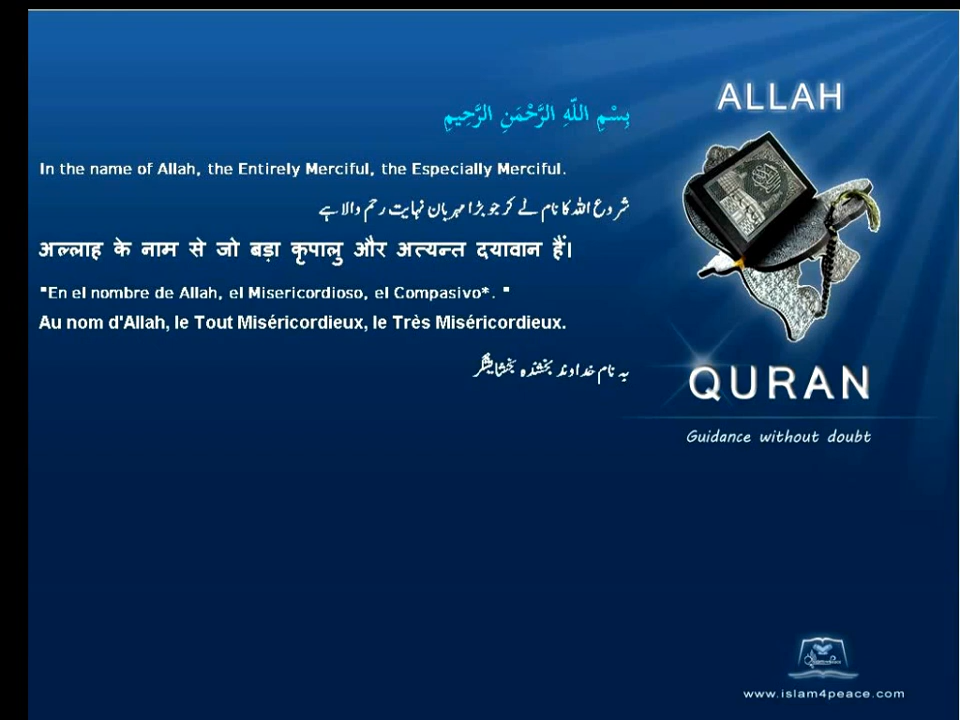 بِسْمِ اللَّهِ الرَّحْمَنِ الرَّحِيمِ
In the name of Allah, the Entirely Merciful, the Especially Merciful.
شروع الله کا نام لے کر جو بڑا مہربان نہایت رحم والا ہے
अल्लाह के नाम से जो बड़ा कृपालु और अत्यन्त दयावान हैं।
"En el nombre de Allah, el Misericordioso, el Compasivo*. "
Au nom d'Allah, le Tout Miséricordieux, le Très Miséricordieux.
به نام خداوند بخشنده بخشایشگر
ALLAH
QURAN
Guidance without doubt
www.islam4peace.com